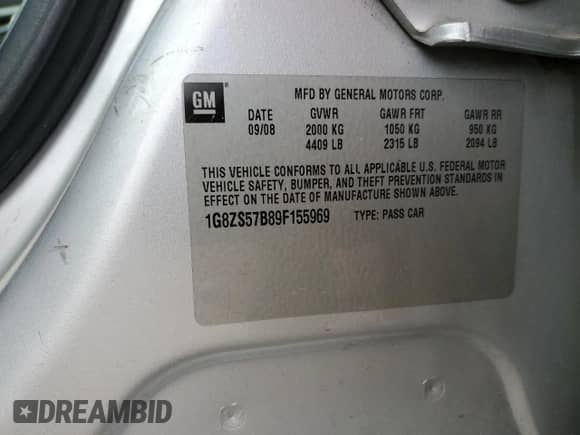 GM
MFD BY GENERAL MOTORS CORP.
DATE GVWR GAWR FRT GAWR RR
09/08 2000 KG 1050 KG 950 KG
4409 LB 2315 LB 2094 LB
THIS VEHICLE CONFORMS TO ALL APPLICABLE U.S. FEDERAL MOTOR
VEHICLE SAFETY, BUMPER, AND THEFT PREVENTION STANDARDS IN
EFFECT ON THE DATE OF MANUFACTURE SHOWN ABOVE.
1G8ZS57B89F155969 TYPE: PASS CAR
DREAMBID